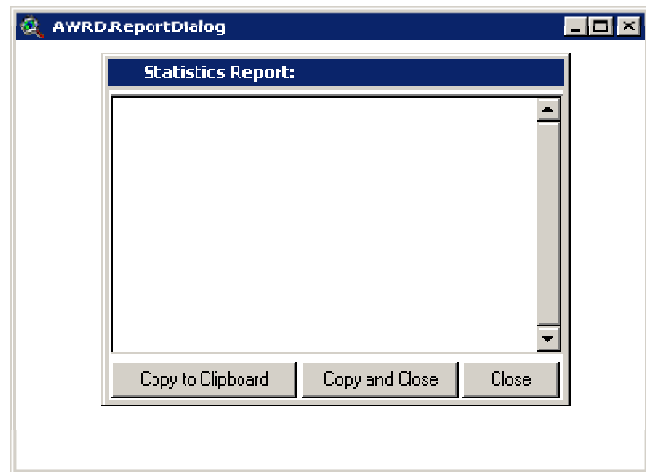 AWRD.ReportDialog
Statistics Report:
Copy to Clipboard
Copy and Close
Close